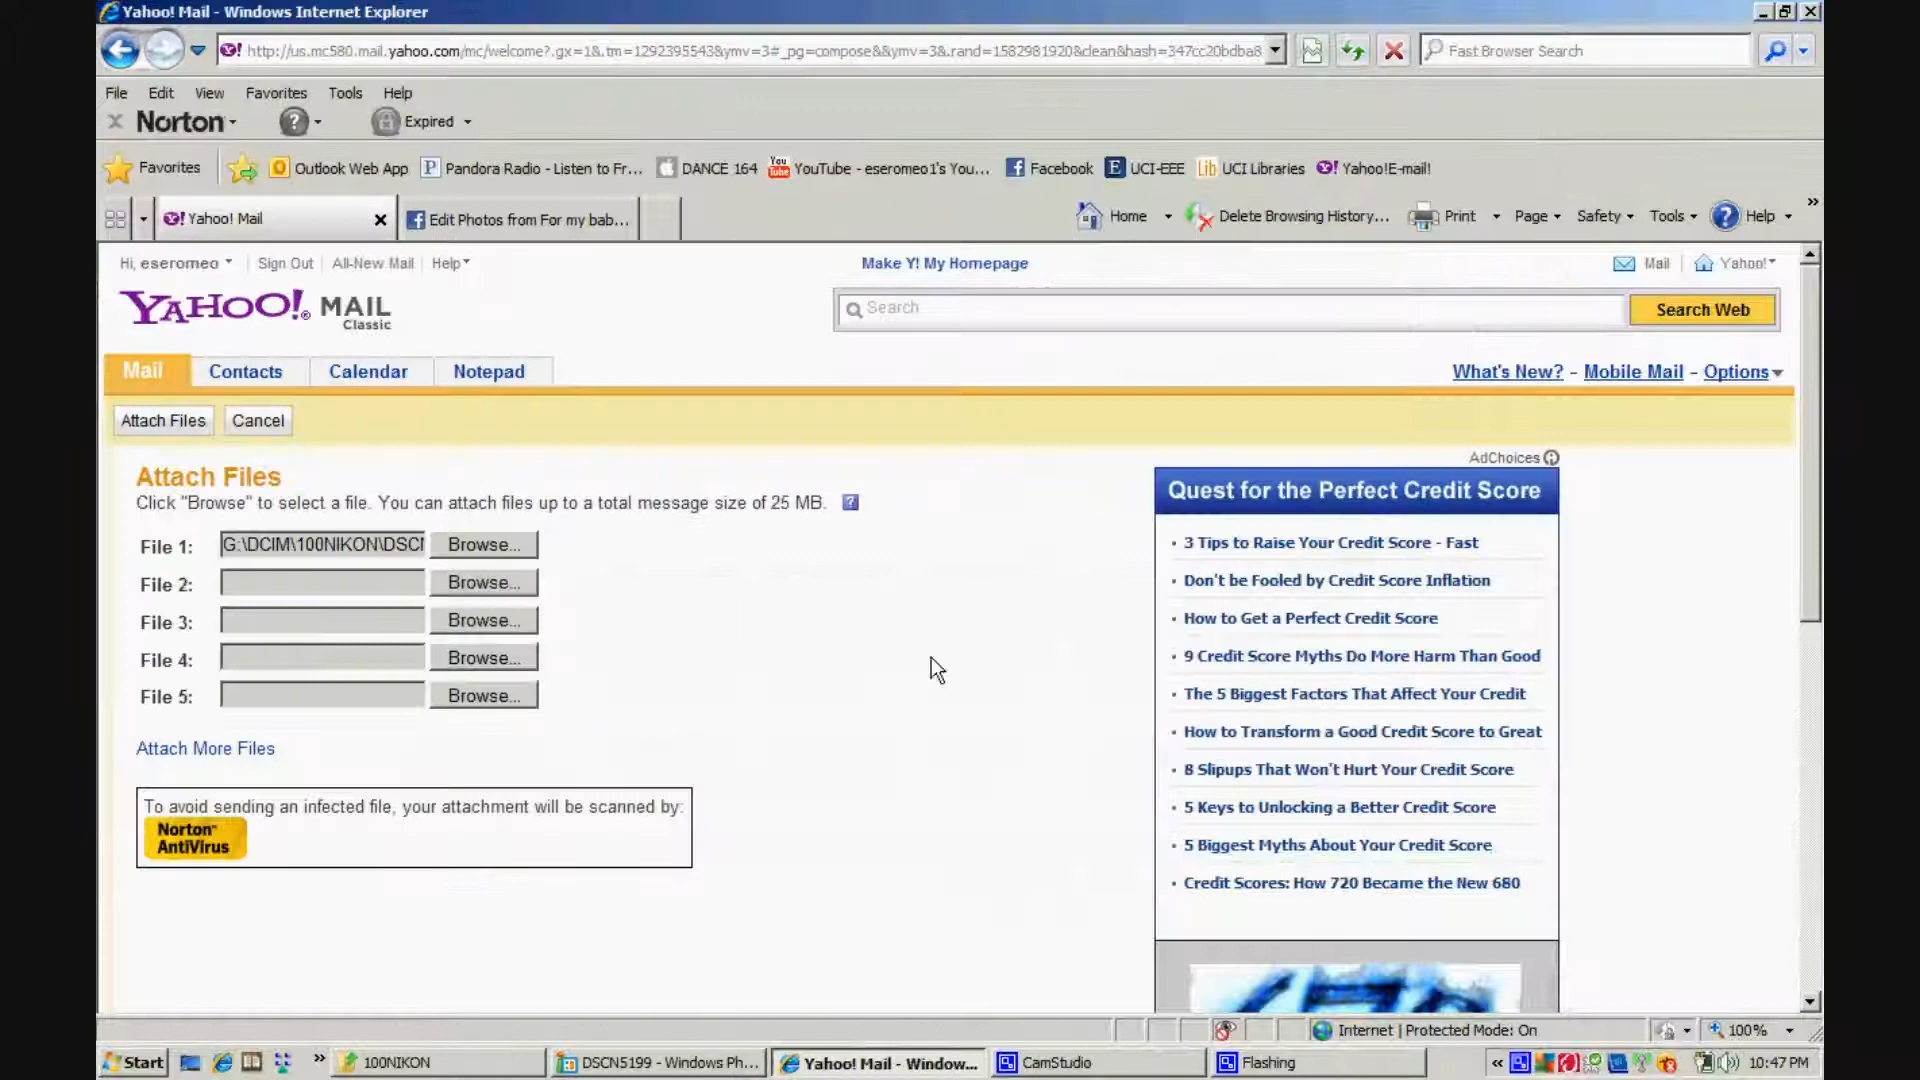 Yahoo! Mail - Windows Internet Explorer
http://us.mc580.mail.yahoo.com/mc/welcome?.gx=1&.tm=1292395543&ymv=3#_pg=compose&&ymv=3&.rand=1582981920&clean&hash=347cc20bdba8
Fast Browser Search
File Edit View Favorites Tools Help
Norton Expired
Favorites Outlook Web App Pandora Radio - Listen to Fr... DANCE 164 YouTube - eseromeo1's You... Facebook UCI-EEE UCI Libraries Yahoo!E-mail!
Yahoo! Mail Edit Photos from For my bab... Home Delete Browsing History... Print Page Safety Tools Help
Hi, eseromeo Sign Out All-New Mail Help Make Y! My Homepage Mail Yahoo!
YAHOO! MAIL
Classic
Search Search Web
Mail Contacts Calendar Notepad What's New? - Mobile Mail - Options
Attach Files Cancel
AdChoices
Attach Files
Click "Browse" to select a file. You can attach files up to a total message size of 25 MB.
File 1: G:\DCIM\100NIKON\DSC Browse...
File 2: Browse...
File 3: Browse...
File 4: Browse...
File 5: Browse...
Attach More Files
To avoid sending an infected file, your attachment will be scanned by:
Norton
AntiVirus
Quest for the Perfect Credit Score
3 Tips to Raise Your Credit Score - Fast
Don't be Fooled by Credit Score Inflation
How to Get a Perfect Credit Score
9 Credit Score Myths Do More Harm Than Good
The 5 Biggest Factors That Affect Your Credit
How to Transform a Good Credit Score to Great
8 Slipups That Won't Hurt Your Credit Score
5 Keys to Unlocking a Better Credit Score
5 Biggest Myths About Your Credit Score
Credit Scores: How 720 Became the New 680
Internet | Protected Mode: On 100%
Start 100NIKON DSCN5199 - Windows Ph... Yahoo! Mail - Window... CamStudio Flashing 10:47 PM